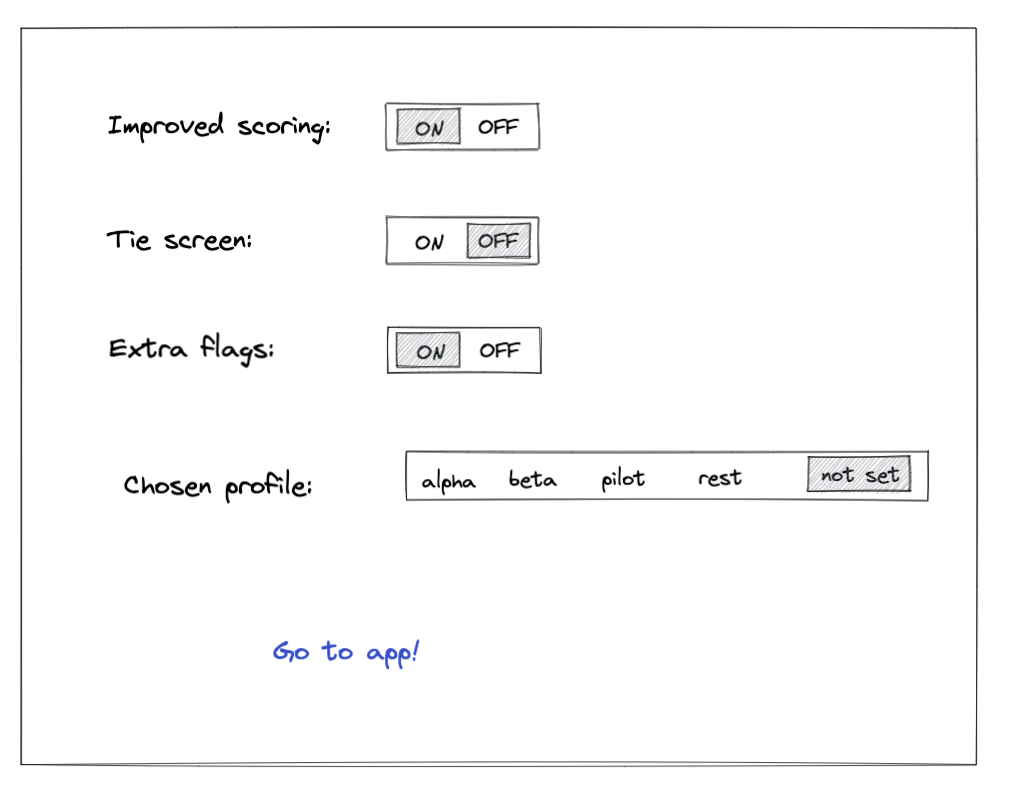 Improved scoring: ON OFF
Tie screen: ON OFF
Extra flags: ON OFF
Chosen profile: alpha beta pilot rest not set
Go to app!